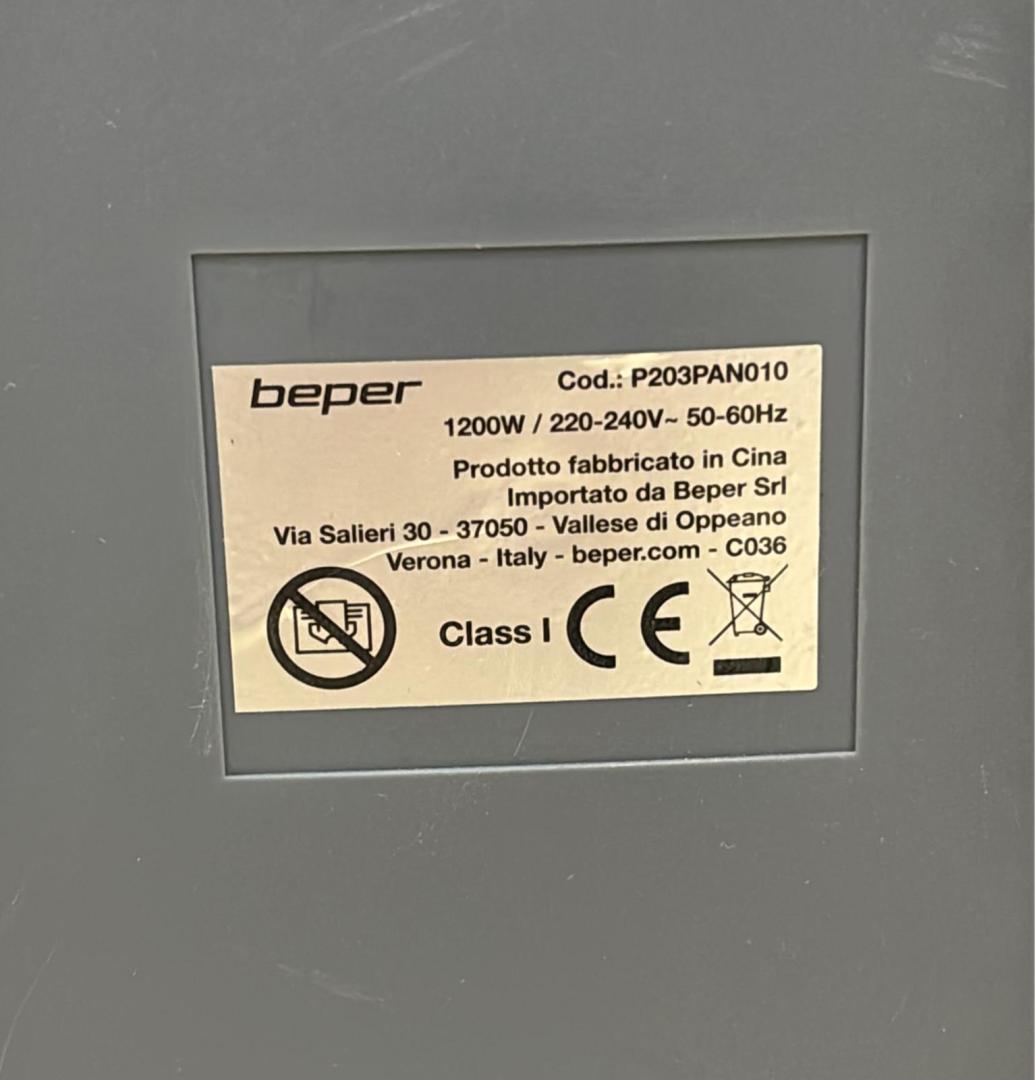 beper
Cod.: P203PAN010
1200W / 220-240V~ 50-60Hz
Prodotto fabbricato in Cina
Importato da Beper Srl
Via Salieri 30 - 37050 - Vallese di Oppeano
Verona - Italy - beper.com - C036
Class I CE